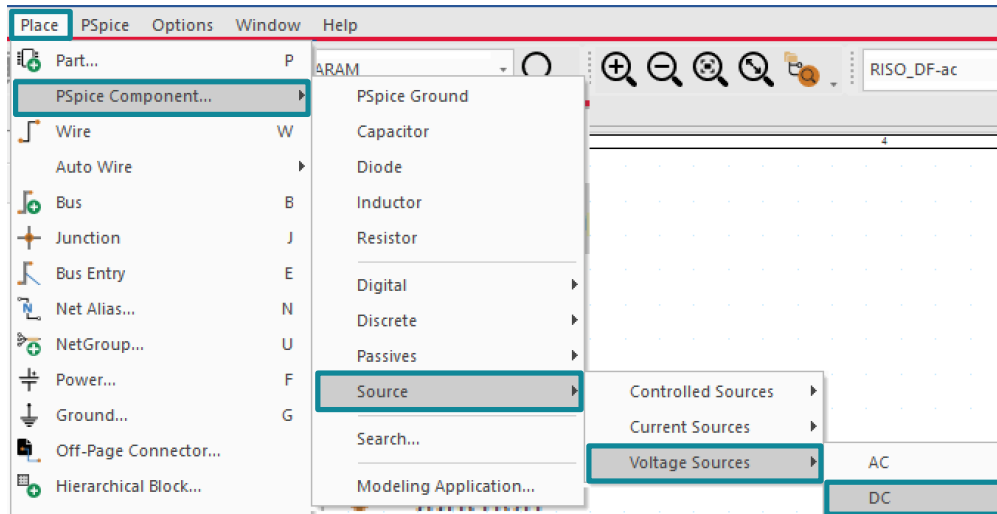 Place PSpice Options Window Help
Part... P
ARAM
RISO_DF-ac
PSpice Component...
Wire W
Auto Wire
Bus B
Junction J
Bus Entry E
Net Alias... N
NetGroup... U
Power... F
Ground... G
Off-Page Connector...
Hierarchical Block...
PSpice Ground
Capacitor
Diode
Inductor
Resistor
Digital
Discrete
Passives
Source
Search...
Modeling Application...
4
Controlled Sources
Current Sources
Voltage Sources
AC
DC